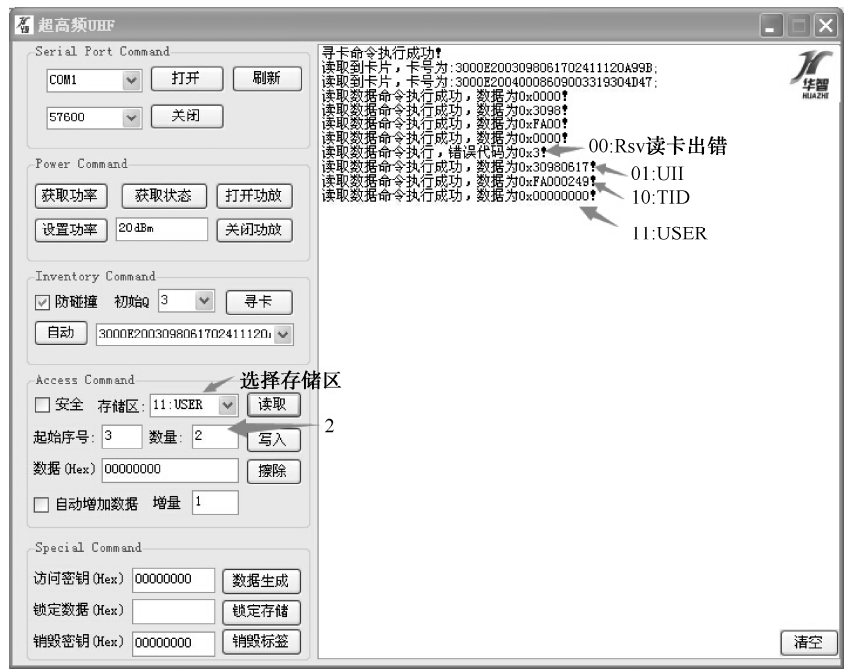 超高频UHF
Serial Port Command
COM1 打开 刷新
57600 关闭
Power Command
获取功率 获取状态 打开功放
设置功率 20dBm 关闭功放
Inventory Command
防碰撞 初始Q 3 寻卡
自动 3000E2003098061702411120
Access Command
选择存储区
安全 存储区: 11:USER 读取
起始序号: 3 数量: 2 写入
2
数据(Hex) 00000000 擦除
自动增加数据 增量 1
Special Command
访问密钥(Hex) 00000000 数据生成
锁定数据(Hex) 锁定存储
销毁密钥(Hex) 00000000 销毁标签
寻卡命令执行成功!
读取到卡片，卡号为:3000E2003098061702411120A99B;
读取到卡片，卡号为:3000E20040008609003319304D47;
读取数据命令执行成功，数据为0x0000!
读取数据命令执行成功，数据为0x3098!
读取数据命令执行成功，数据为0xFA00!
读取数据命令执行成功，数据为0x0000!
读取数据命令执行，错误代码为0x3!
00:Rsv读卡出错
读取数据命令执行成功，数据为0x30980617!
01:UII
读取数据命令执行成功，数据为0xFA000249!
10:TID
读取数据命令执行成功，数据为0x00000000!
11:USER
华智
HUAZHI
清空